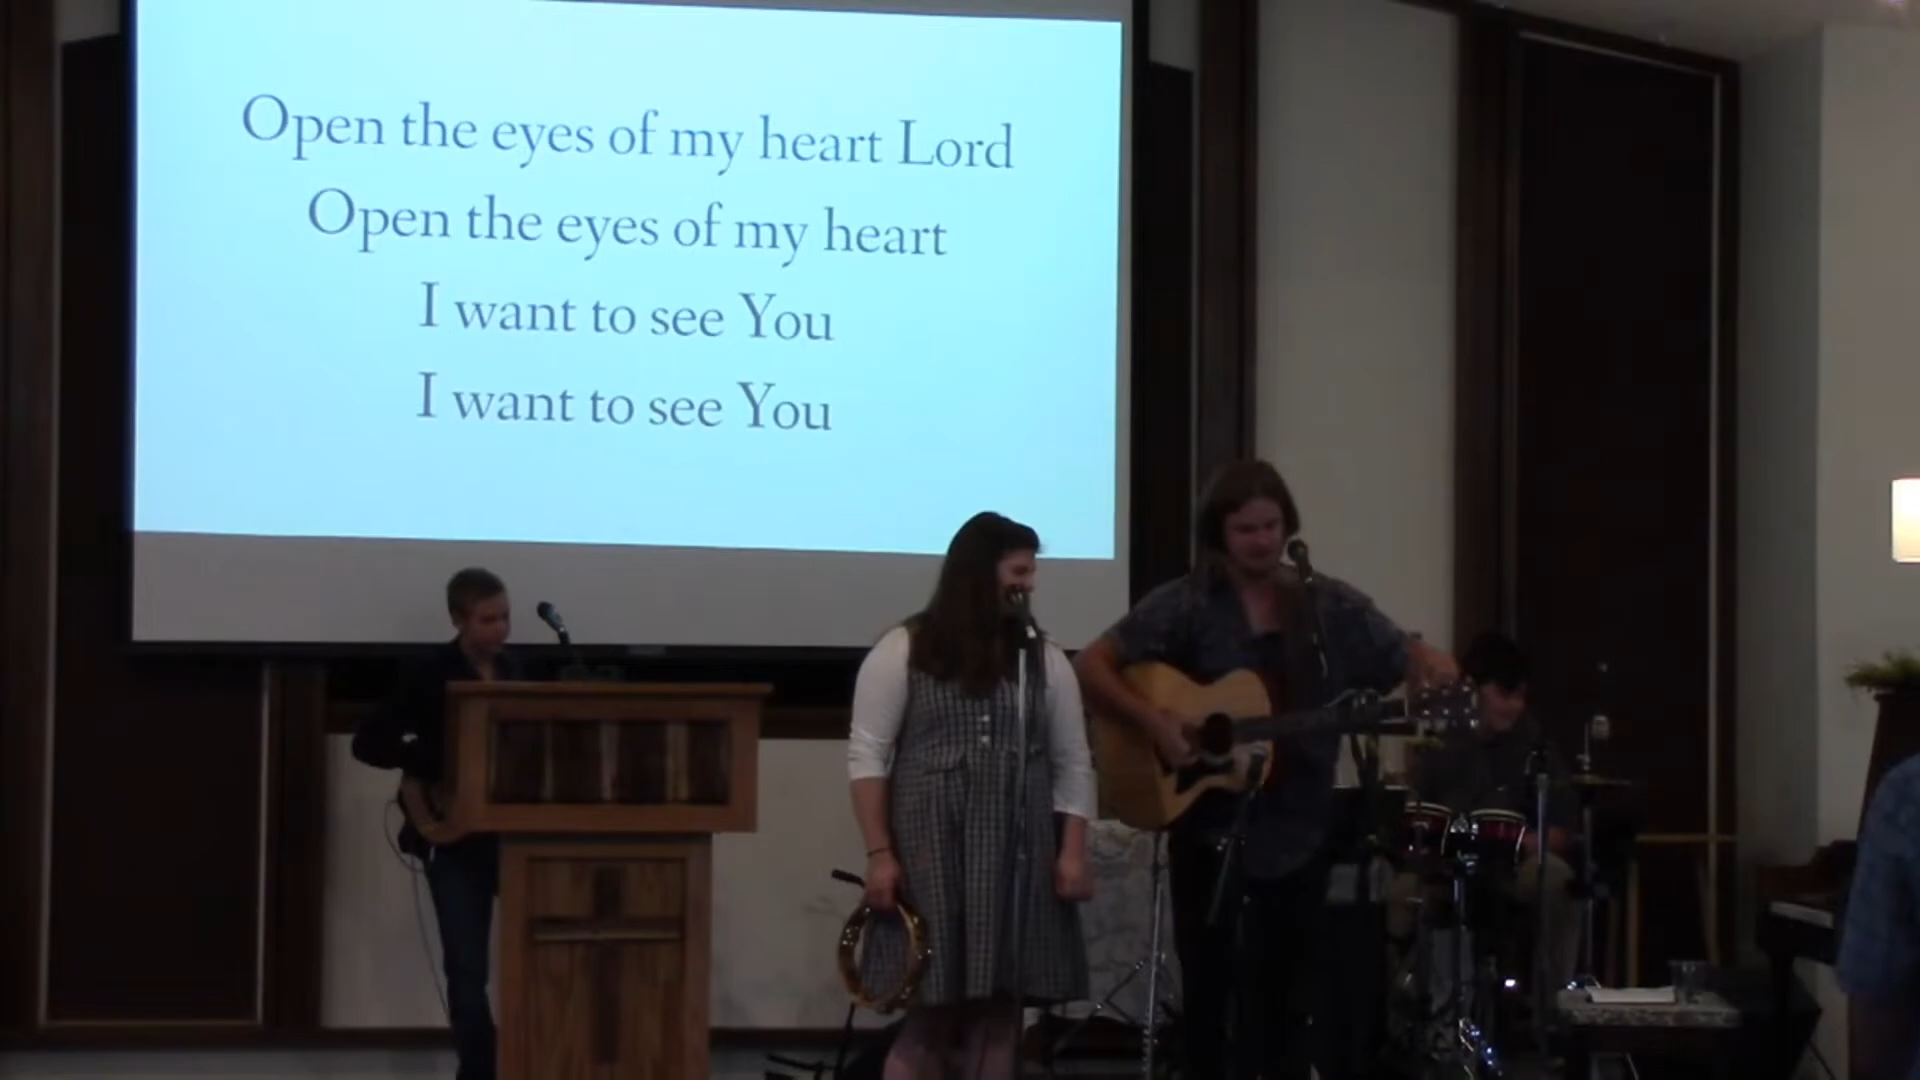 Open the eyes of my heart Lord
Open the eyes of my heart
I want to see You
I want to see You